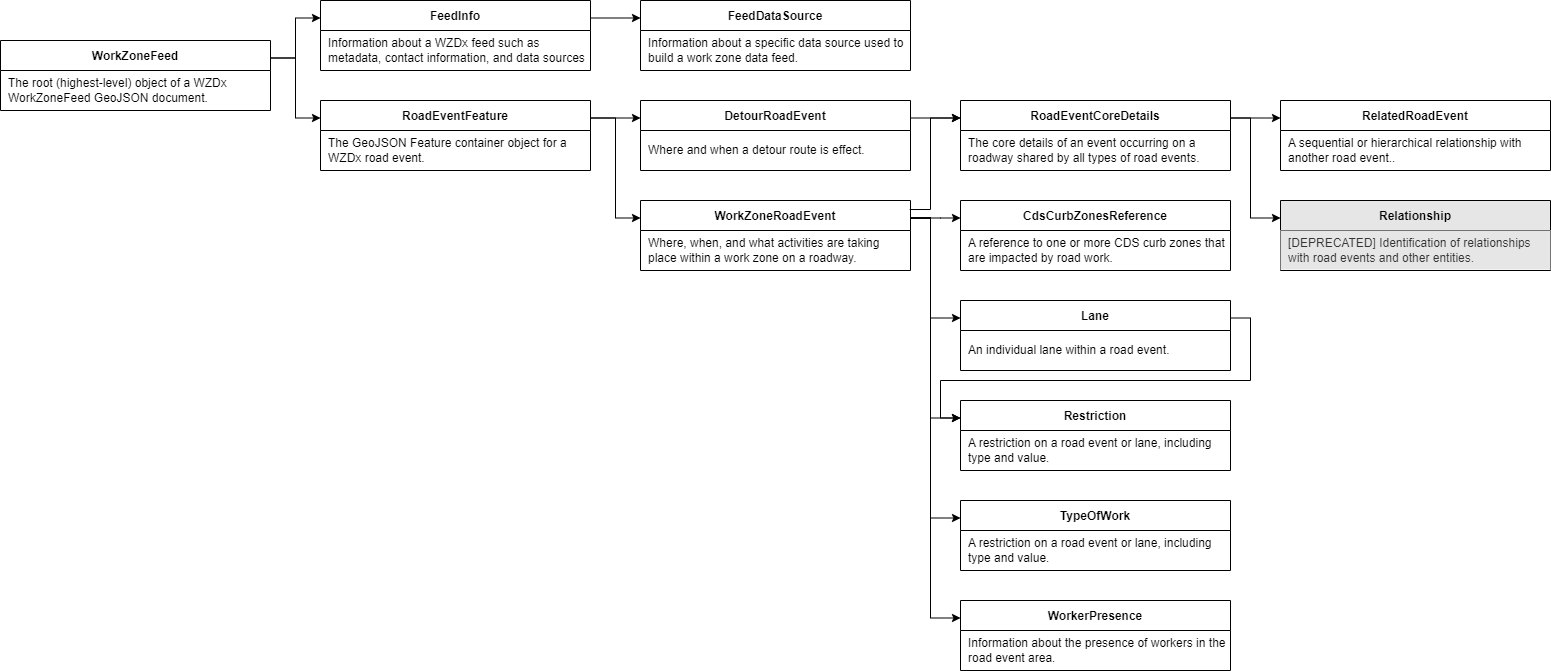 WorkZoneFeed
The root (highest-level) object of a WZDx
WorkZoneFeed GeoJSON document.
FeedInfo
Information about a WZDx feed such as
metadata, contact information, and data sources
FeedDataSource
Information about a specific data source used to
build a work zone data feed.
RoadEventFeature
The GeoJSON Feature container object for a
WZDx road event.
DetourRoadEvent
Where and when a detour route is effect.
RoadEventCoreDetails
The core details of an event occurring on a
roadway shared by all types of road events.
RelatedRoadEvent
A sequential or hierarchical relationship with
another road event..
WorkZoneRoadEvent
Where, when, and what activities are taking
place within a work zone on a roadway.
CdsCurbZonesReference
A reference to one or more CDS curb zones that
are impacted by road work.
Relationship
[DEPRECATED] Identification of relationships
with road events and other entities.
Lane
An individual lane within a road event.
Restriction
A restriction on a road event or lane, including
type and value.
TypeOfWork
A restriction on a road event or lane, including
type and value.
WorkerPresence
Information about the presence of workers in the
road event area.